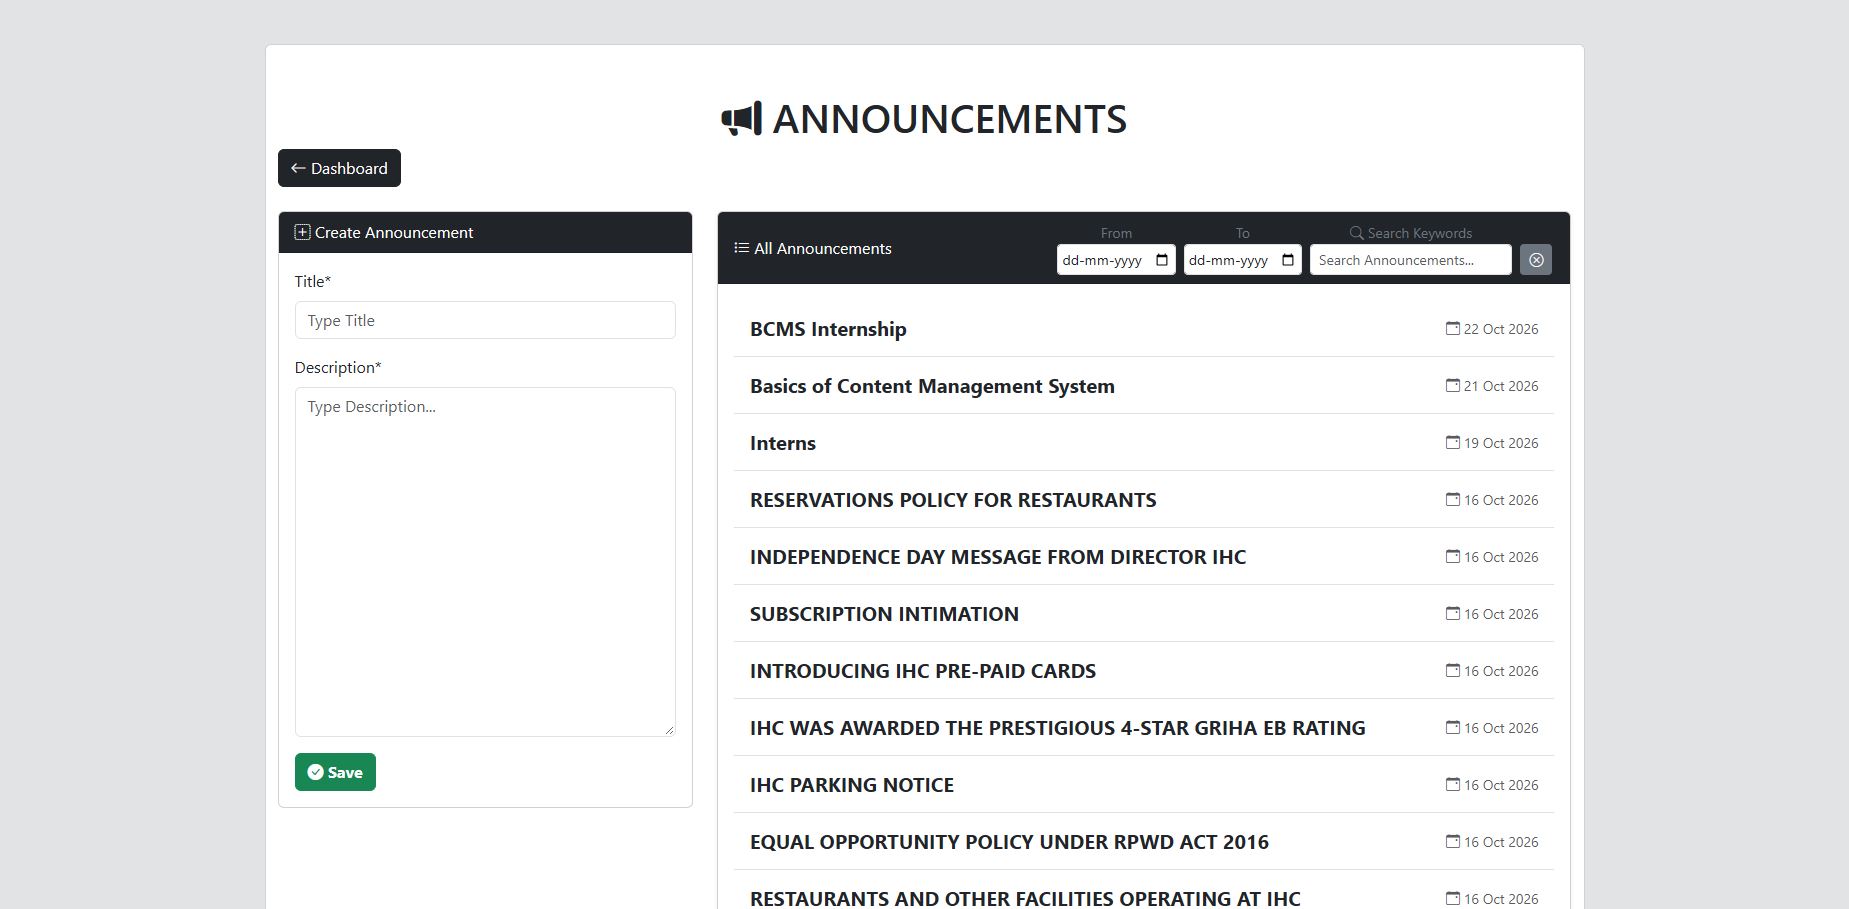 ANNOUNCEMENTS
Dashboard
Create Announcement
Title*
Type Title
Description*
Type Description...
Save
All Announcements
From
dd-mm-yyyy
To
dd-mm-yyyy
Search Keywords
Search Announcements...
BCMS Internship 22 Oct 2026
Basics of Content Management System 21 Oct 2026
Interns 19 Oct 2026
RESERVATIONS POLICY FOR RESTAURANTS 16 Oct 2026
INDEPENDENCE DAY MESSAGE FROM DIRECTOR IHC 16 Oct 2026
SUBSCRIPTION INTIMATION 16 Oct 2026
INTRODUCING IHC PRE-PAID CARDS 16 Oct 2026
IHC WAS AWARDED THE PRESTIGIOUS 4-STAR GRIHA EB RATING 16 Oct 2026
IHC PARKING NOTICE 16 Oct 2026
EQUAL OPPORTUNITY POLICY UNDER RPWD ACT 2016 16 Oct 2026
RESTAURANTS AND OTHER FACILITIES OPERATING AT IHC 16 Oct 2026